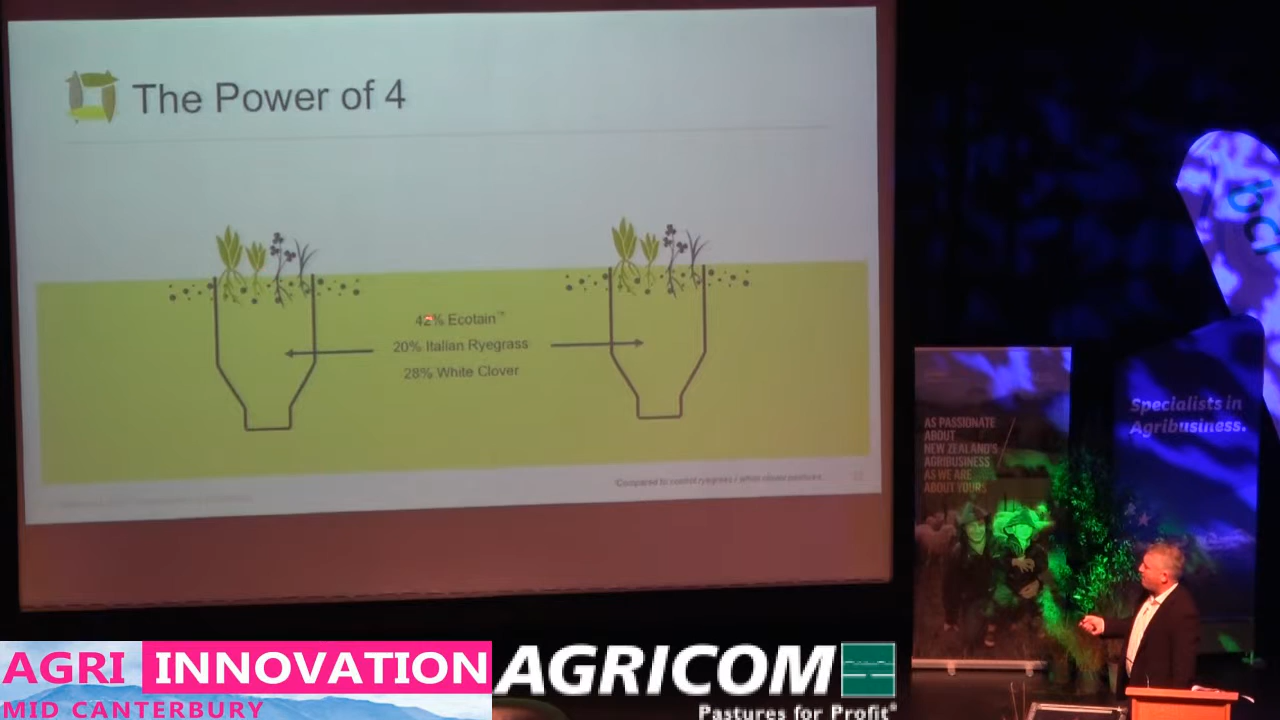 The Power of 4
42% Ecotain™
20% Italian Ryegrass
28% White Clover
*Compared to control ryegrass / white clover pastures
bcI
AS PASSIONATE
ABOUT
NEW ZEALAND'S
AGRIBUSINESS
AS WE ARE
ABOUT YOURS
Specialists in
Agribusiness.
AGRI INNOVATION
MID CANTERBURY
AGRICOM
Pastures for Profit®